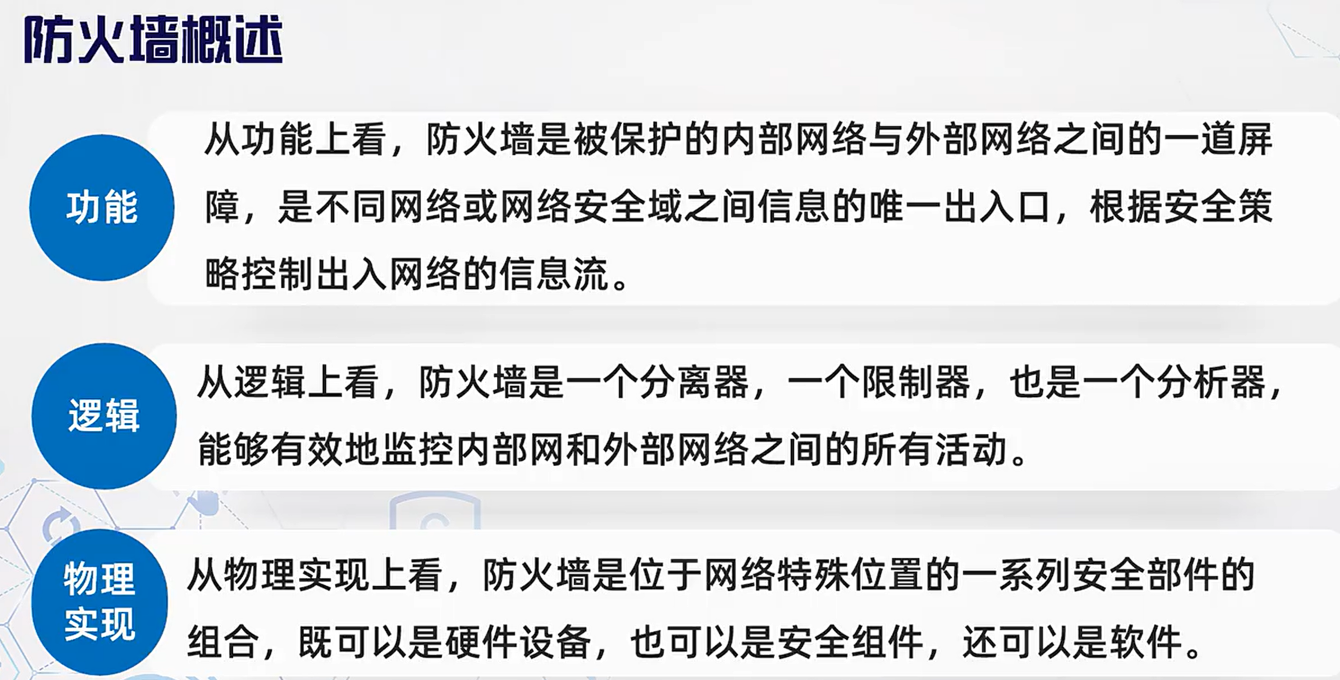 防火墙概述
功能
从功能上看，防火墙是被保护的内部网络与外部网络之间的一道屏
障，是不同网络或网络安全域之间信息的唯一出入口，根据安全策
略控制出入网络的信息流。
逻辑
从逻辑上看，防火墙是一个分离器，一个限制器，也是一个分析器，
能够有效地监控内部网和外部网络之间的所有活动。
物理
实现
从物理实现上看，防火墙是位于网络特殊位置的一系列安全部件的
组合，既可以是硬件设备，也可以是安全组件，还可以是软件。